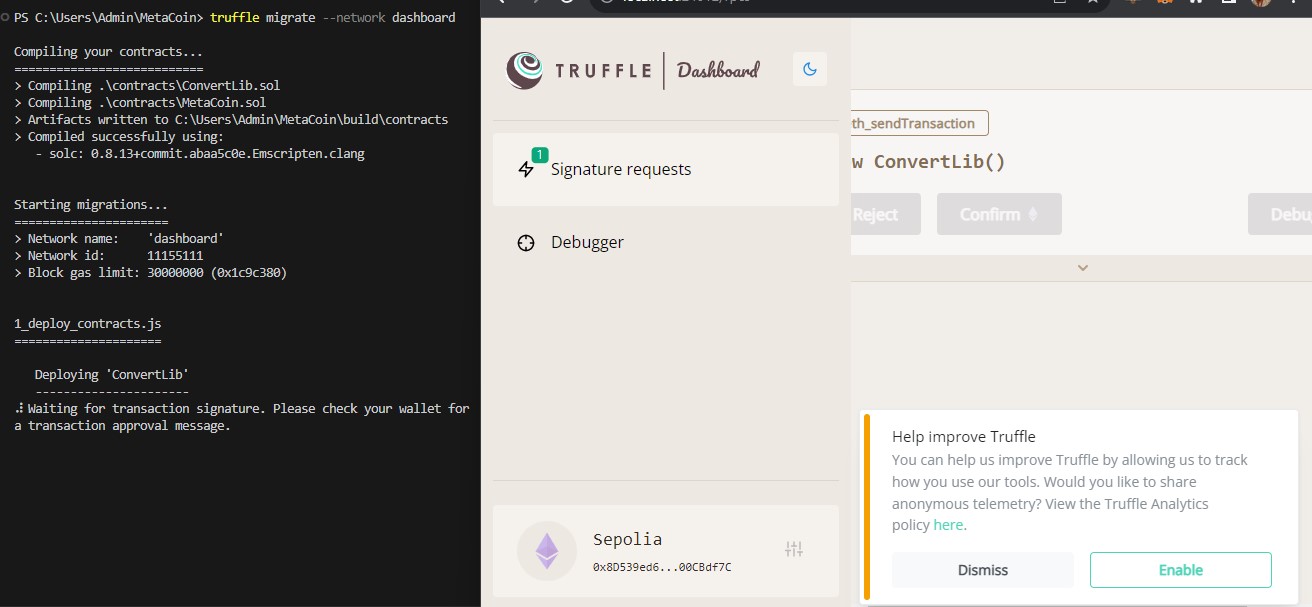 PS C:\Users\Admin\MetaCoin> truffle migrate --network dashboard
Compiling your contracts...
===========================
> Compiling .\contracts\ConvertLib.sol
> Compiling .\contracts\MetaCoin.sol
> Artifacts written to C:\Users\Admin\MetaCoin\build\contracts
> Compiled successfully using:
- solc: 0.8.13+commit.abaa5c0e.Emscripten.clang
Starting migrations...
======================
> Network name: 'dashboard'
> Network id: 11155111
> Block gas limit: 30000000 (0x1c9c380)
1_deploy_contracts.js
=====================
Deploying 'ConvertLib'
----------------------
Waiting for transaction signature. Please check your wallet for
a transaction approval message.
TRUFFLE | Dashboard
1
Signature requests
Debugger
Sepolia
0x8D539ed6...00CBdf7C
th_sendTransaction
w ConvertLib()
Reject
Confirm
Debu
Help improve Truffle
You can help us improve Truffle by allowing us to track
how you use our tools. Would you like to share
anonymous telemetry? View the Truffle Analytics
policy here.
Dismiss
Enable